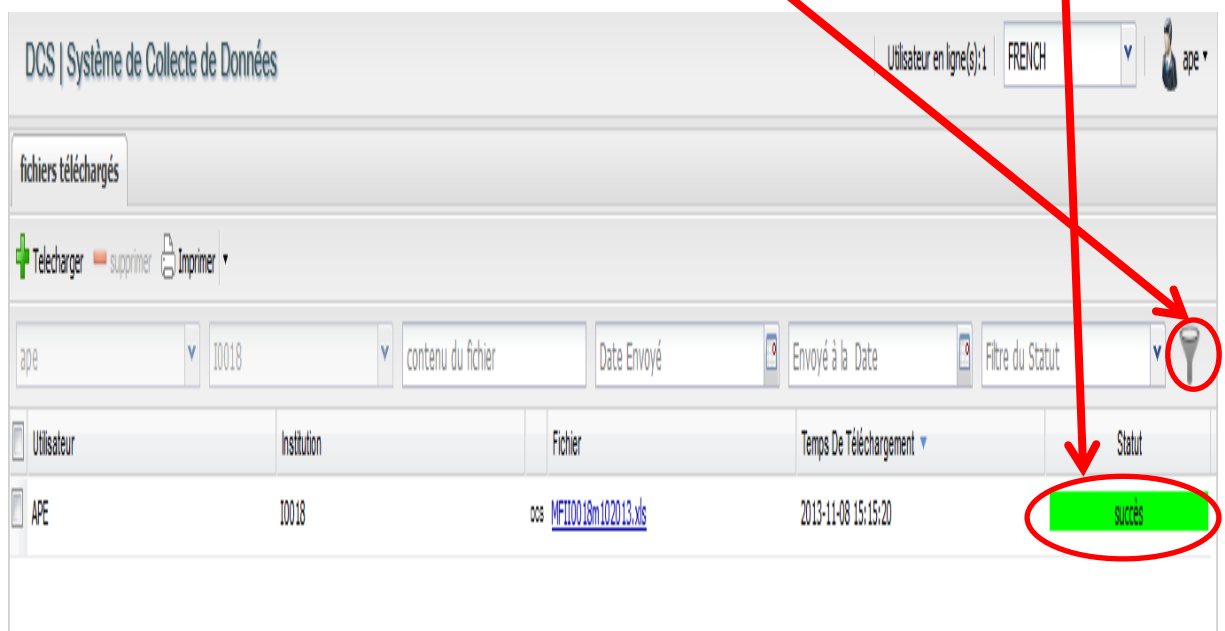 DCS | Système de Collecte de Données Utilisateur en ligne(s):1 FRENCH ape
fichiers téléchargés
Telecharger supprimer Imprimer
ape I0018 contenu du fichier Date Envoyé Envoyé à la Date Filtre du Statut
Utilisateur Institution Fichier Temps De Téléchargement Statut
APE I0018 MFII0018m102013.xls 2013-11-08 15:15:20 succès